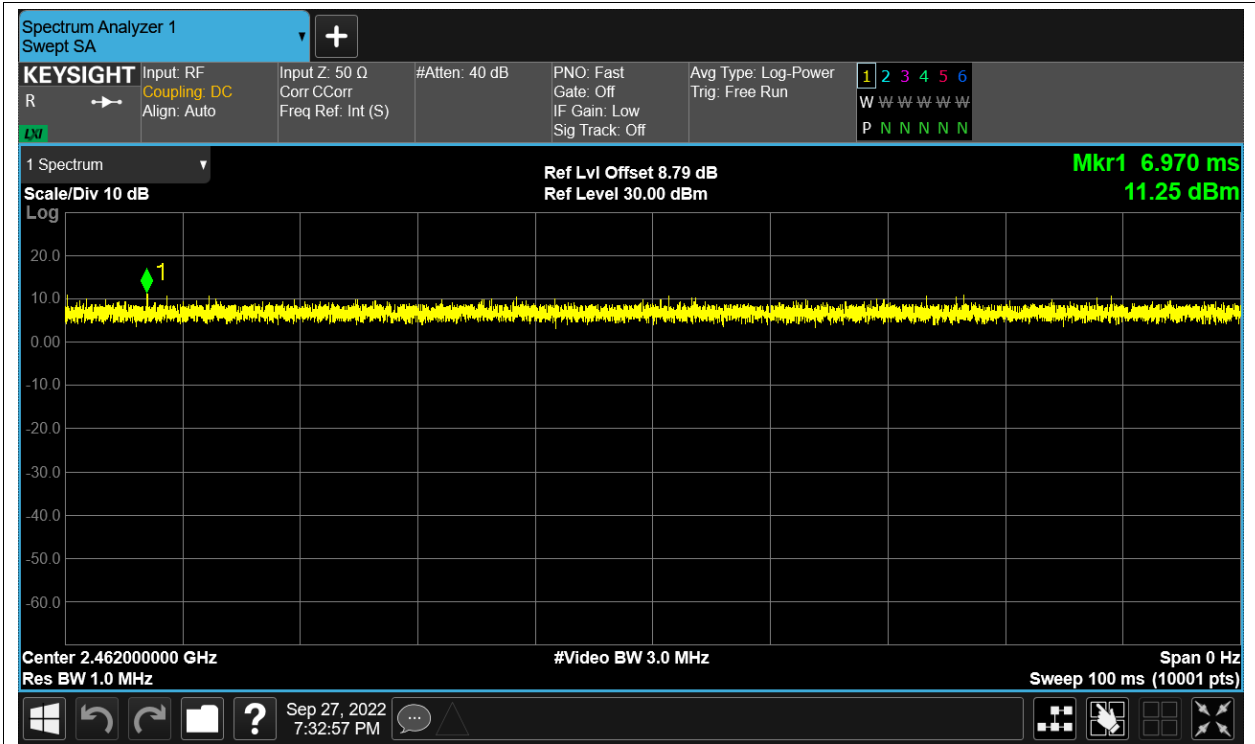 Spectrum Analyzer 1
Swept SA
+
KEYSIGHT
R
LXI
Input: RF
Coupling: DC
Align: Auto
Input Z: 50 Ω
Corr CCorr
Freq Ref: Int (S)
#Atten: 40 dB
PNO: Fast
Gate: Off
IF Gain: Low
Sig Track: Off
Avg Type: Log-Power
Trig: Free Run
1 2 3 4 5 6
W W W W W W
P N N N N N
1 Spectrum
Scale/Div 10 dB
Log
Ref Lvl Offset 8.79 dB
Ref Level 30.00 dBm
Mkr1 6.970 ms
11.25 dBm
20.0
1
10.0
0.00
-10.0
-20.0
-30.0
-40.0
-50.0
-60.0
Center 2.462000000 GHz
#Video BW 3.0 MHz
Span 0 Hz
Res BW 1.0 MHz
Sweep 100 ms (10001 pts)
?
Sep 27, 2022
7:32:57 PM